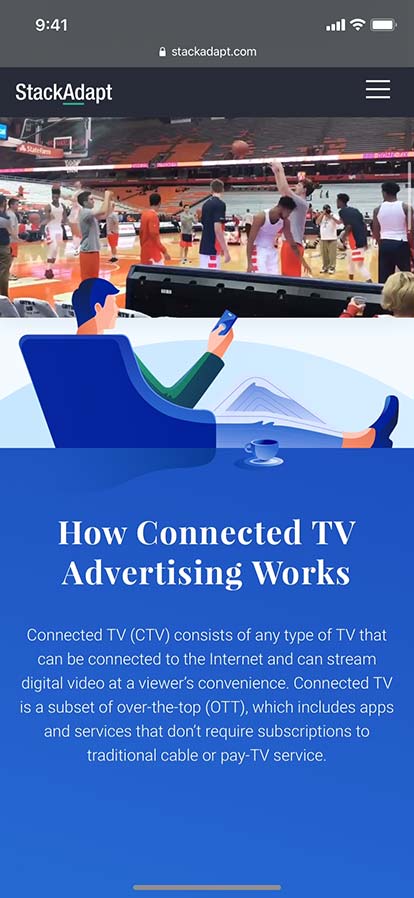 9:41
stackadapt.com
StackAdapt
StateFarm
How Connected TV
Advertising Works
Connected TV (CTV) consists of any type of TV that
can be connected to the Internet and can stream
digital video at a viewer’s convenience. Connected TV
is a subset of over-the-top (OTT), which includes apps
and services that don’t require subscriptions to
traditional cable or pay-TV service.